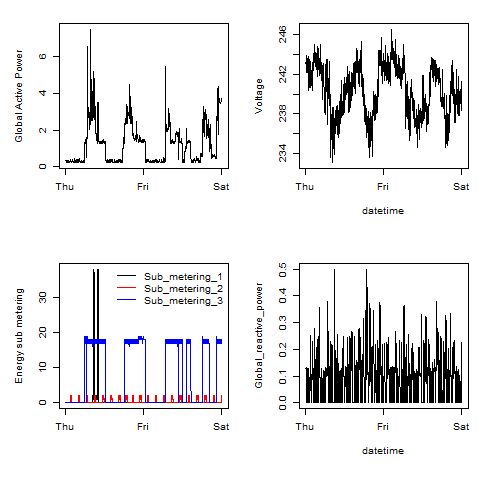 Global Active Power
0 2 4 6
Thu Fri Sat
Voltage
234 238 242 246
Thu Fri Sat
datetime
Energy sub metering
0 10 20 30
Sub_metering_1
Sub_metering_2
Sub_metering_3
Thu Fri Sat
Global_reactive_power
0.0 0.1 0.2 0.3 0.4 0.5
Thu Fri Sat
datetime